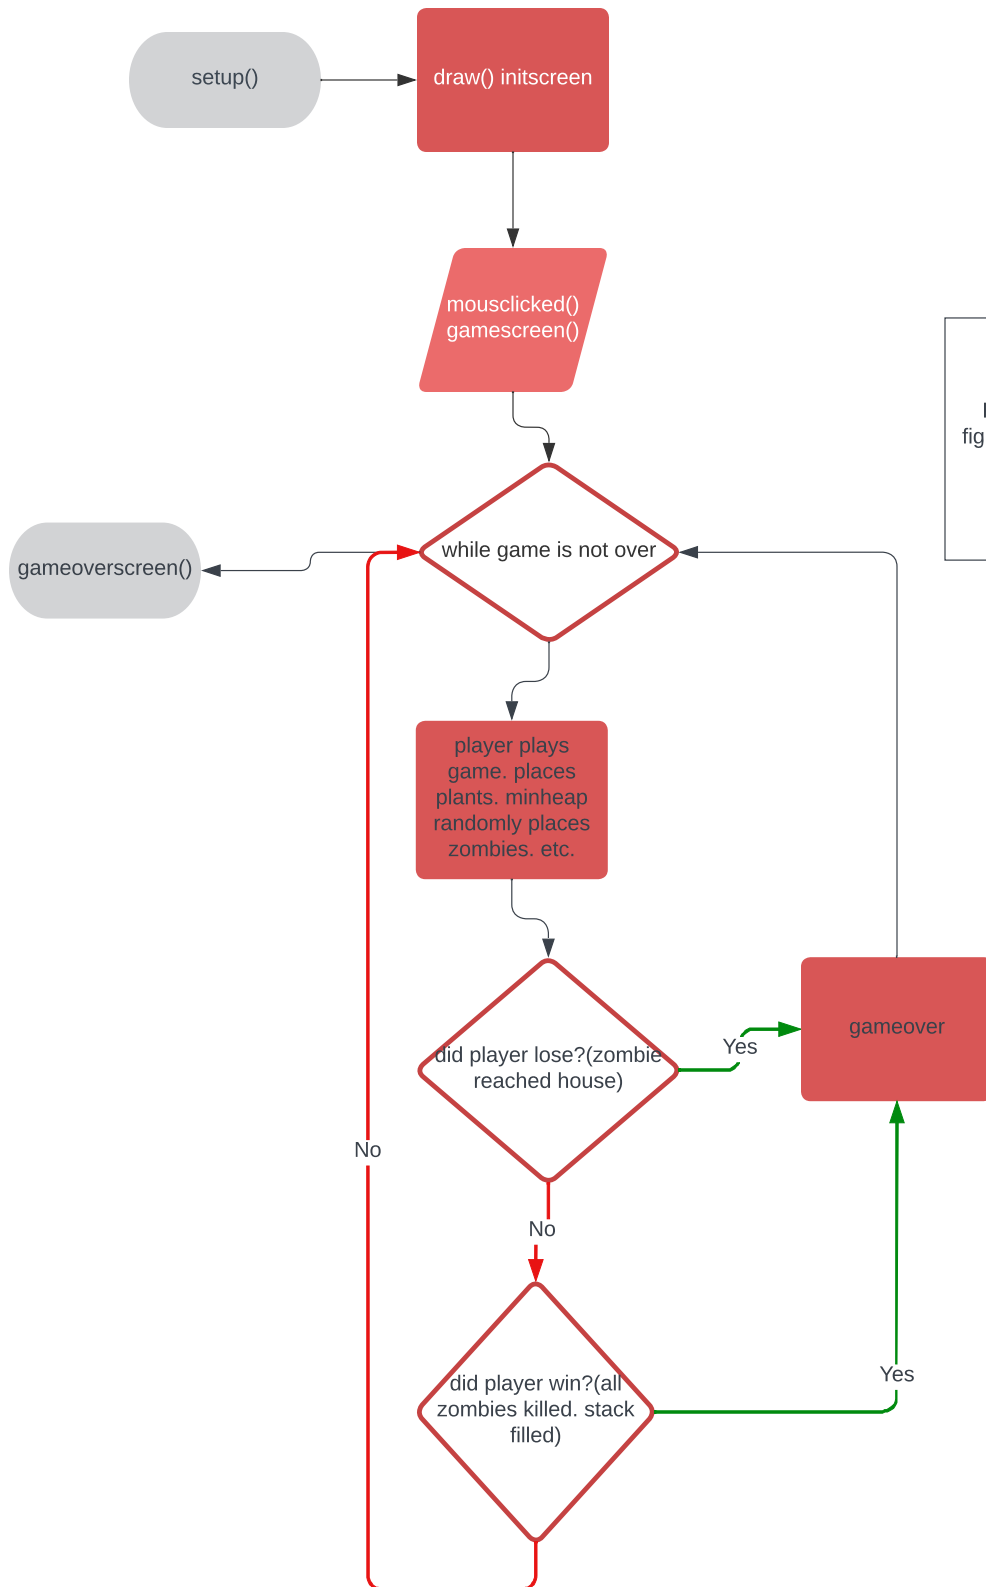 setup()
draw() initscreen
mousclicked()
gamescreen()
fig
while game is not over
gameoverscreen()
player plays
game. places
plants. minheap
randomly places
zombies. etc.
gameover
did player lose?(zombie
reached house)
Yes
No
No
did player win?(all
zombies killed. stack
filled)
Yes